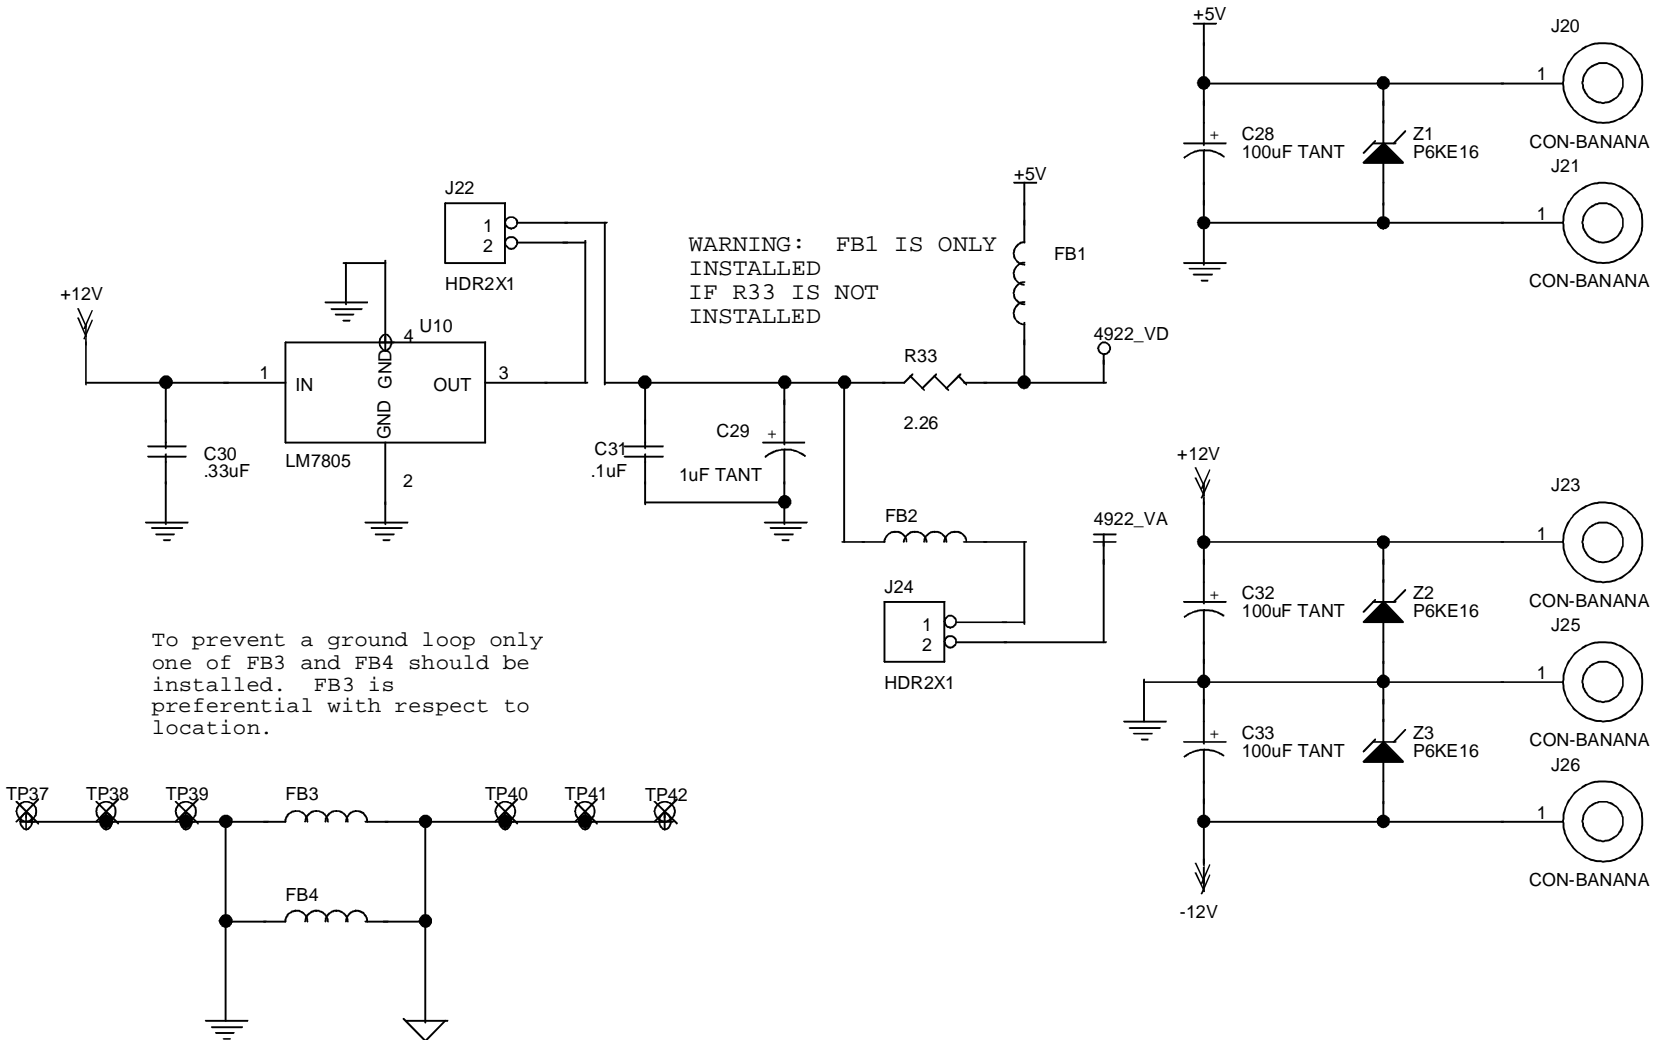 +5V
J20
1
CON-BANANA
C28
100uF TANT
+
Z1
P6KE16
J21
1
CON-BANANA
J22
1
2
HDR2X1
+5V
WARNING: FB1 IS ONLY
INSTALLED
IF R33 IS NOT
INSTALLED
FB1
+12V
4
U10
1
IN
GND
GND
OUT
3
LM7805
2
C30
.33uF
4922_VD
R33
2.26
C31
.1uF
C29
+
1uF TANT
FB2
4922_VA
J24
1
2
HDR2X1
+12V
J23
1
CON-BANANA
+
C32
100uF TANT
Z2
P6KE16
J25
1
CON-BANANA
+
C33
100uF TANT
Z3
P6KE16
J26
1
CON-BANANA
-12V
To prevent a ground loop only
one of FB3 and FB4 should be
installed. FB3 is
preferential with respect to
location.
TP37
TP38
TP39
FB3
TP40
TP41
TP42
FB4